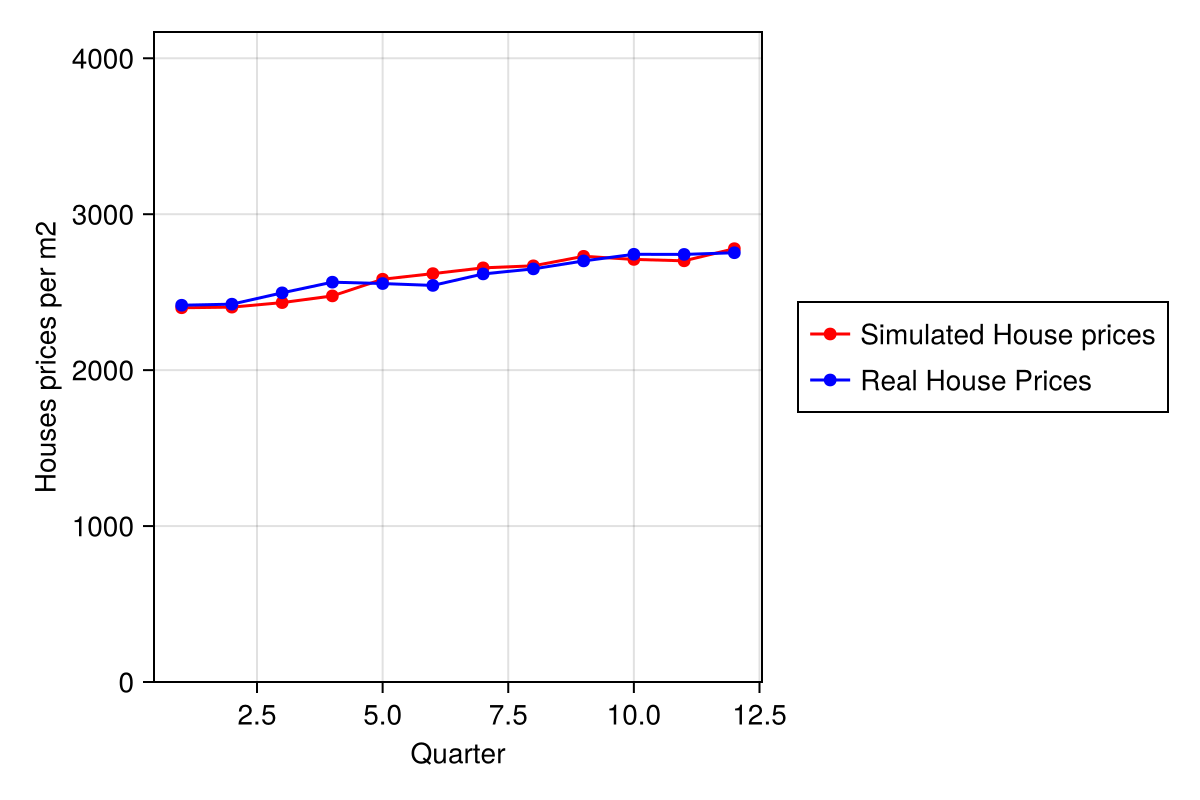 4000
3000
2000
1000
0
Houses prices per m2
2.5 5.0 7.5 10.0 12.5
Quarter
Simulated House prices
Real House Prices